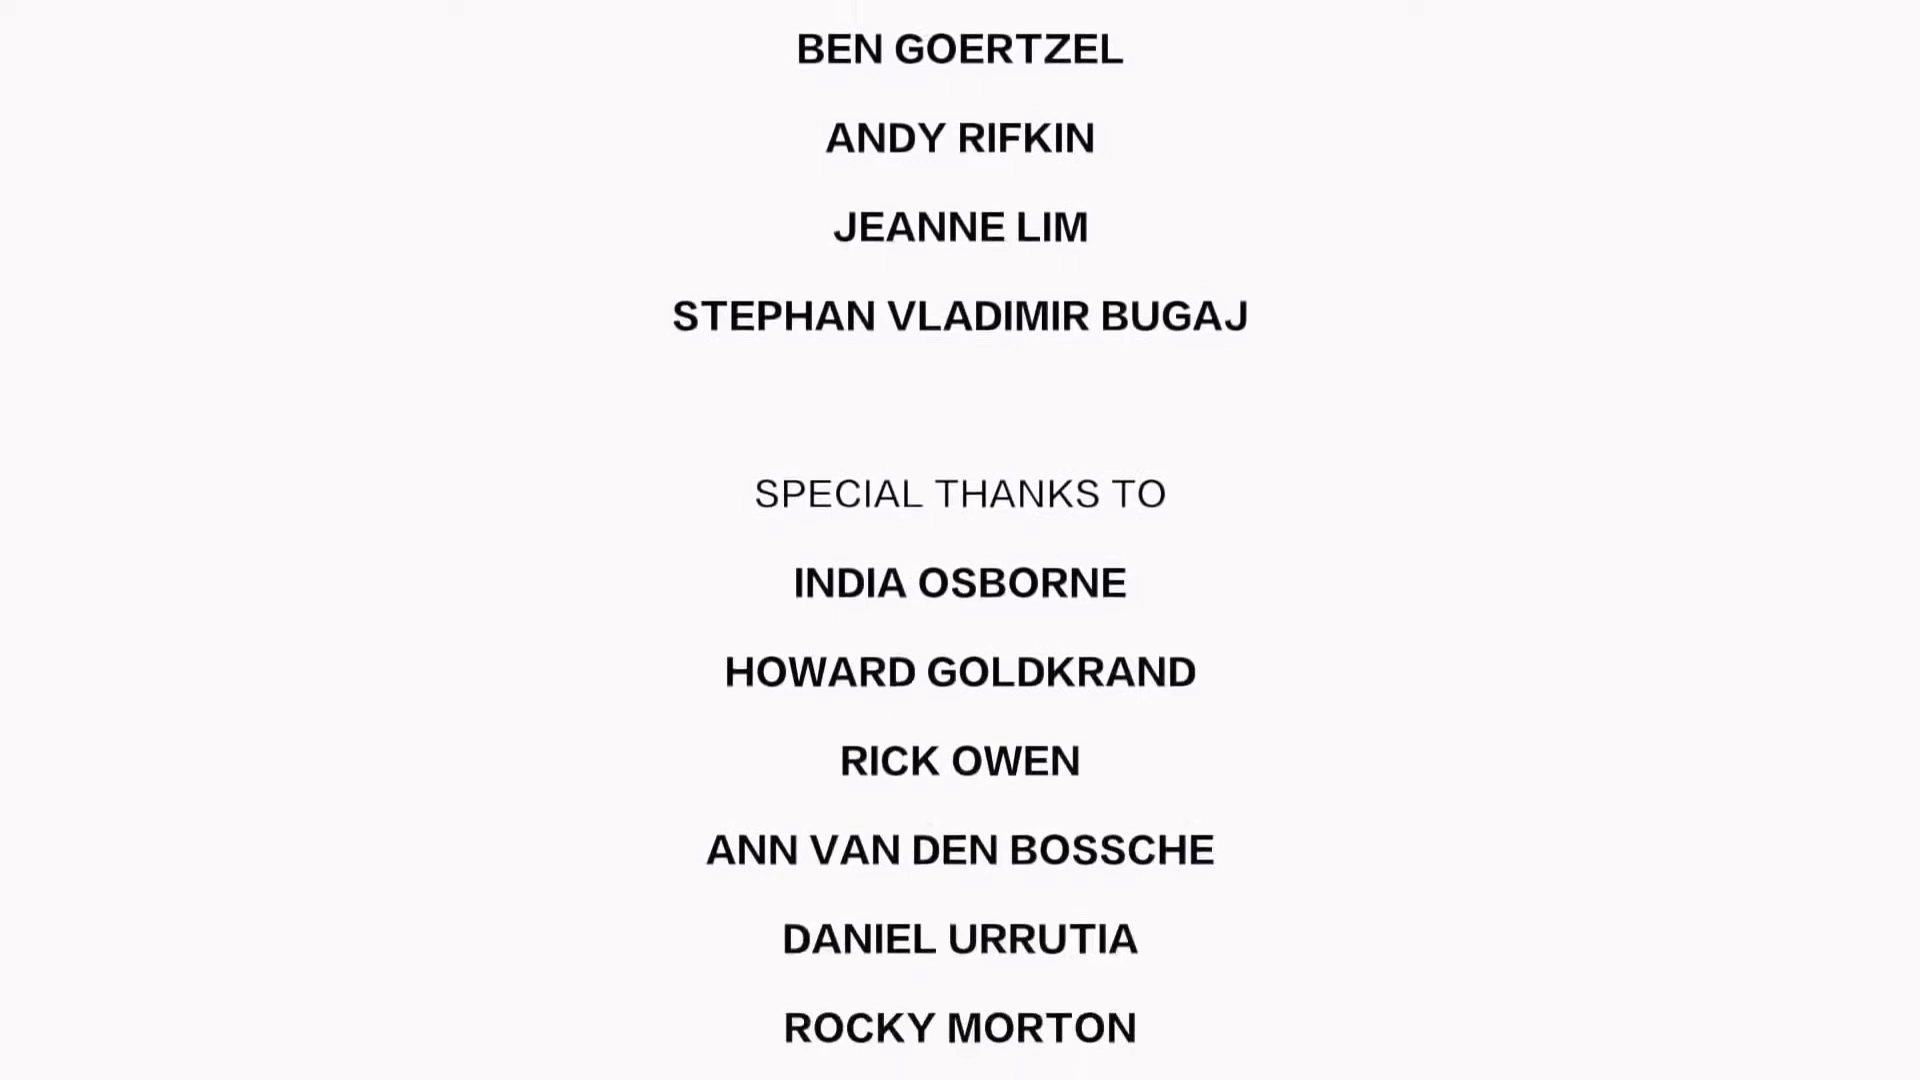 BEN GOERTZEL
ANDY RIFKIN
JEANNE LIM
STEPHAN VLADIMIR BUGAJ
SPECIAL THANKS TO
INDIA OSBORNE
HOWARD GOLDKRAND
RICK OWEN
ANN VAN DEN BOSSCHE
DANIEL URRUTIA
ROCKY MORTON